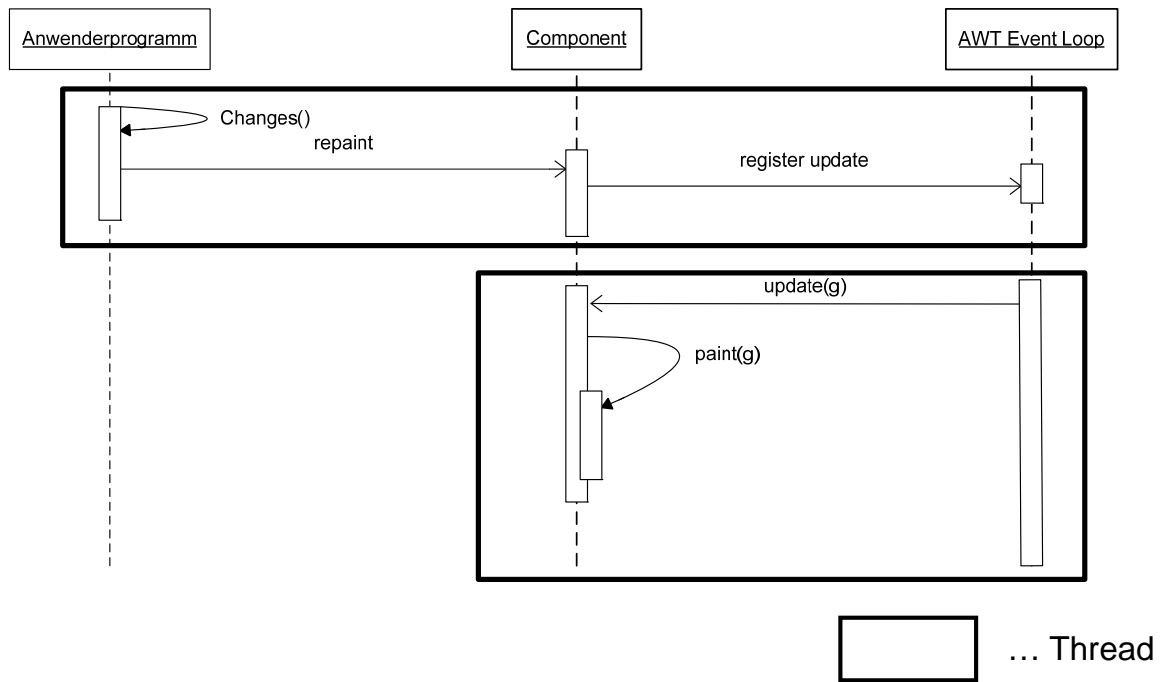 Anwenderprogramm
Component
AWT Event Loop
Changes()
repaint
register update
update(g)
paint(g)
... Thread